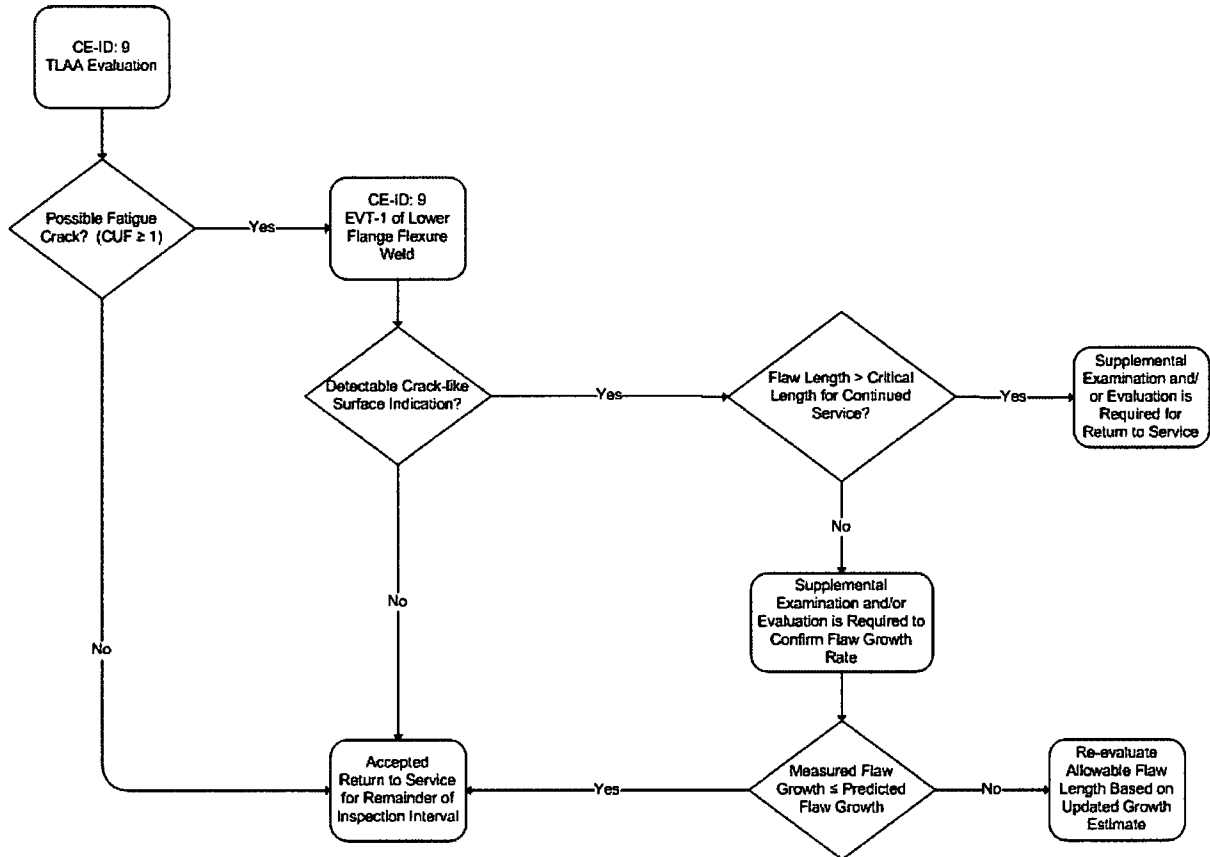 CE-ID: 9
TLAA Evaluation
Possible Fatigue
Crack? (CUF ≥ 1)
Yes
CE-ID: 9
EVT-1 of Lower
Flange Flexure
Weld
Detectable Crack-like
Surface Indication?
Yes
Flaw Length > Critical
Length for Continued
Service?
Yes
Supplemental
Examination and/
or Evaluation is
Required for
Return to Service
No
Supplemental
Examination and/or
Evaluation is Required to
Confirm Flaw Growth
Rate
No
No
Accepted
Return to Service
for Remainder of
Inspection Interval
Yes
Measured Flaw
Growth ≤ Predicted
Flaw Growth
No
Re-evaluate
Allowable Flaw
Length Based on
Updated Growth
Estimate